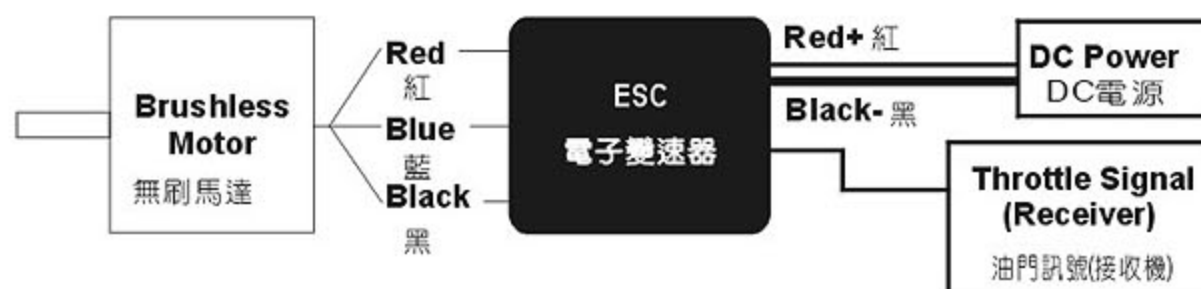 Brushless
Motor
無刷馬達
Red
紅
Blue
藍
Black
黑
ESC
電子變速器
Red+ 紅
Black- 黑
DC Power
DC電源
Throttle Signal
(Receiver)
油門訊號(接收機)